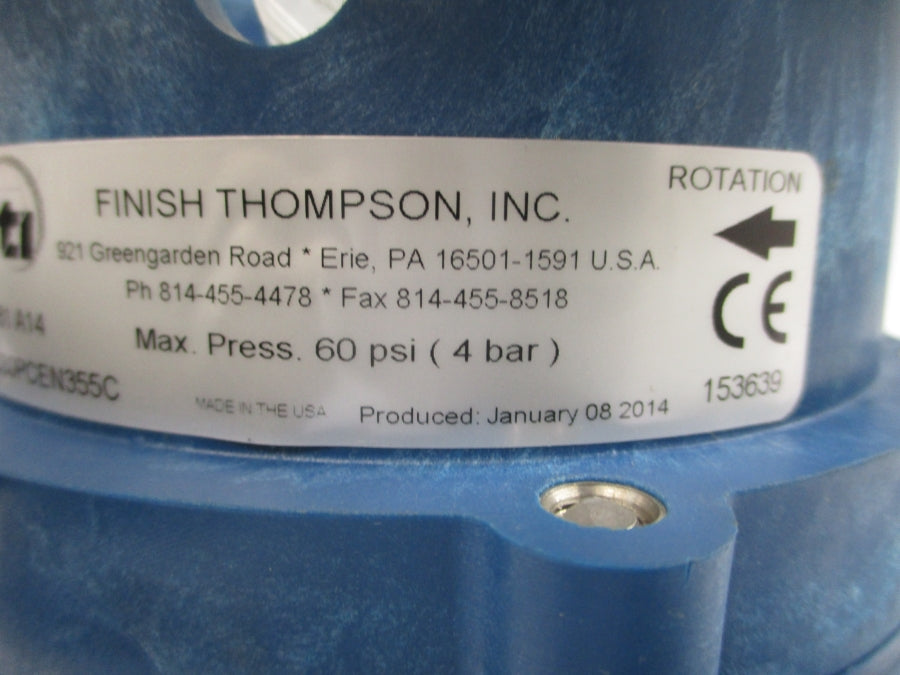 ROTATION
FINISH THOMPSON, INC.
921 Greengarden Road * Erie, PA 16501-1591 U.S.A.
Ph 814-455-4478 * Fax 814-455-8518
Max. Press. 60 psi ( 4 bar )
CE
153639
MADE IN THE USA
Produced: January 08 2014